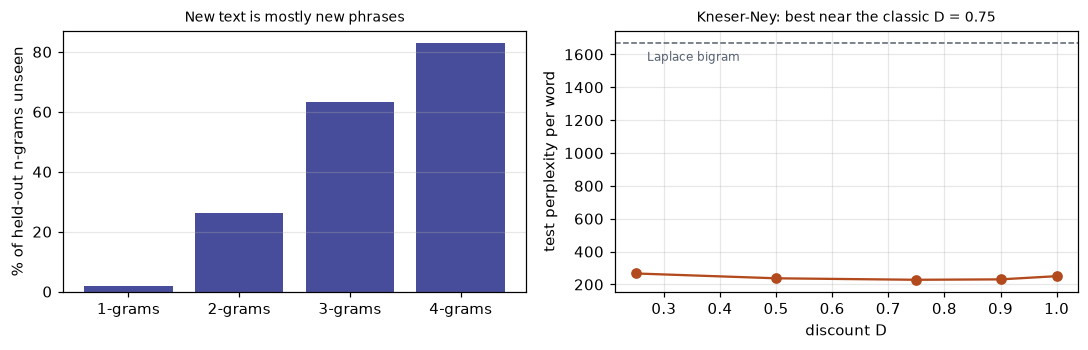 New text is mostly new phrases
% of held-out n-grams unseen
80
60
40
20
0
1-grams
2-grams
3-grams
4-grams
Kneser-Ney: best near the classic D = 0.75
test perplexity per word
1600
1400
1200
1000
800
600
400
200
Laplace bigram
0.3
0.4
0.5
0.6
0.7
0.8
0.9
1.0
discount D